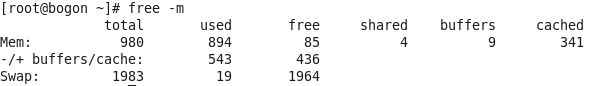 [root@bogon ~]# free -m
             total       used       free     shared    buffers     cached
Mem:           980        894         85          4          9        341
-/+ buffers/cache:        543        436
Swap:         1983         19       1964